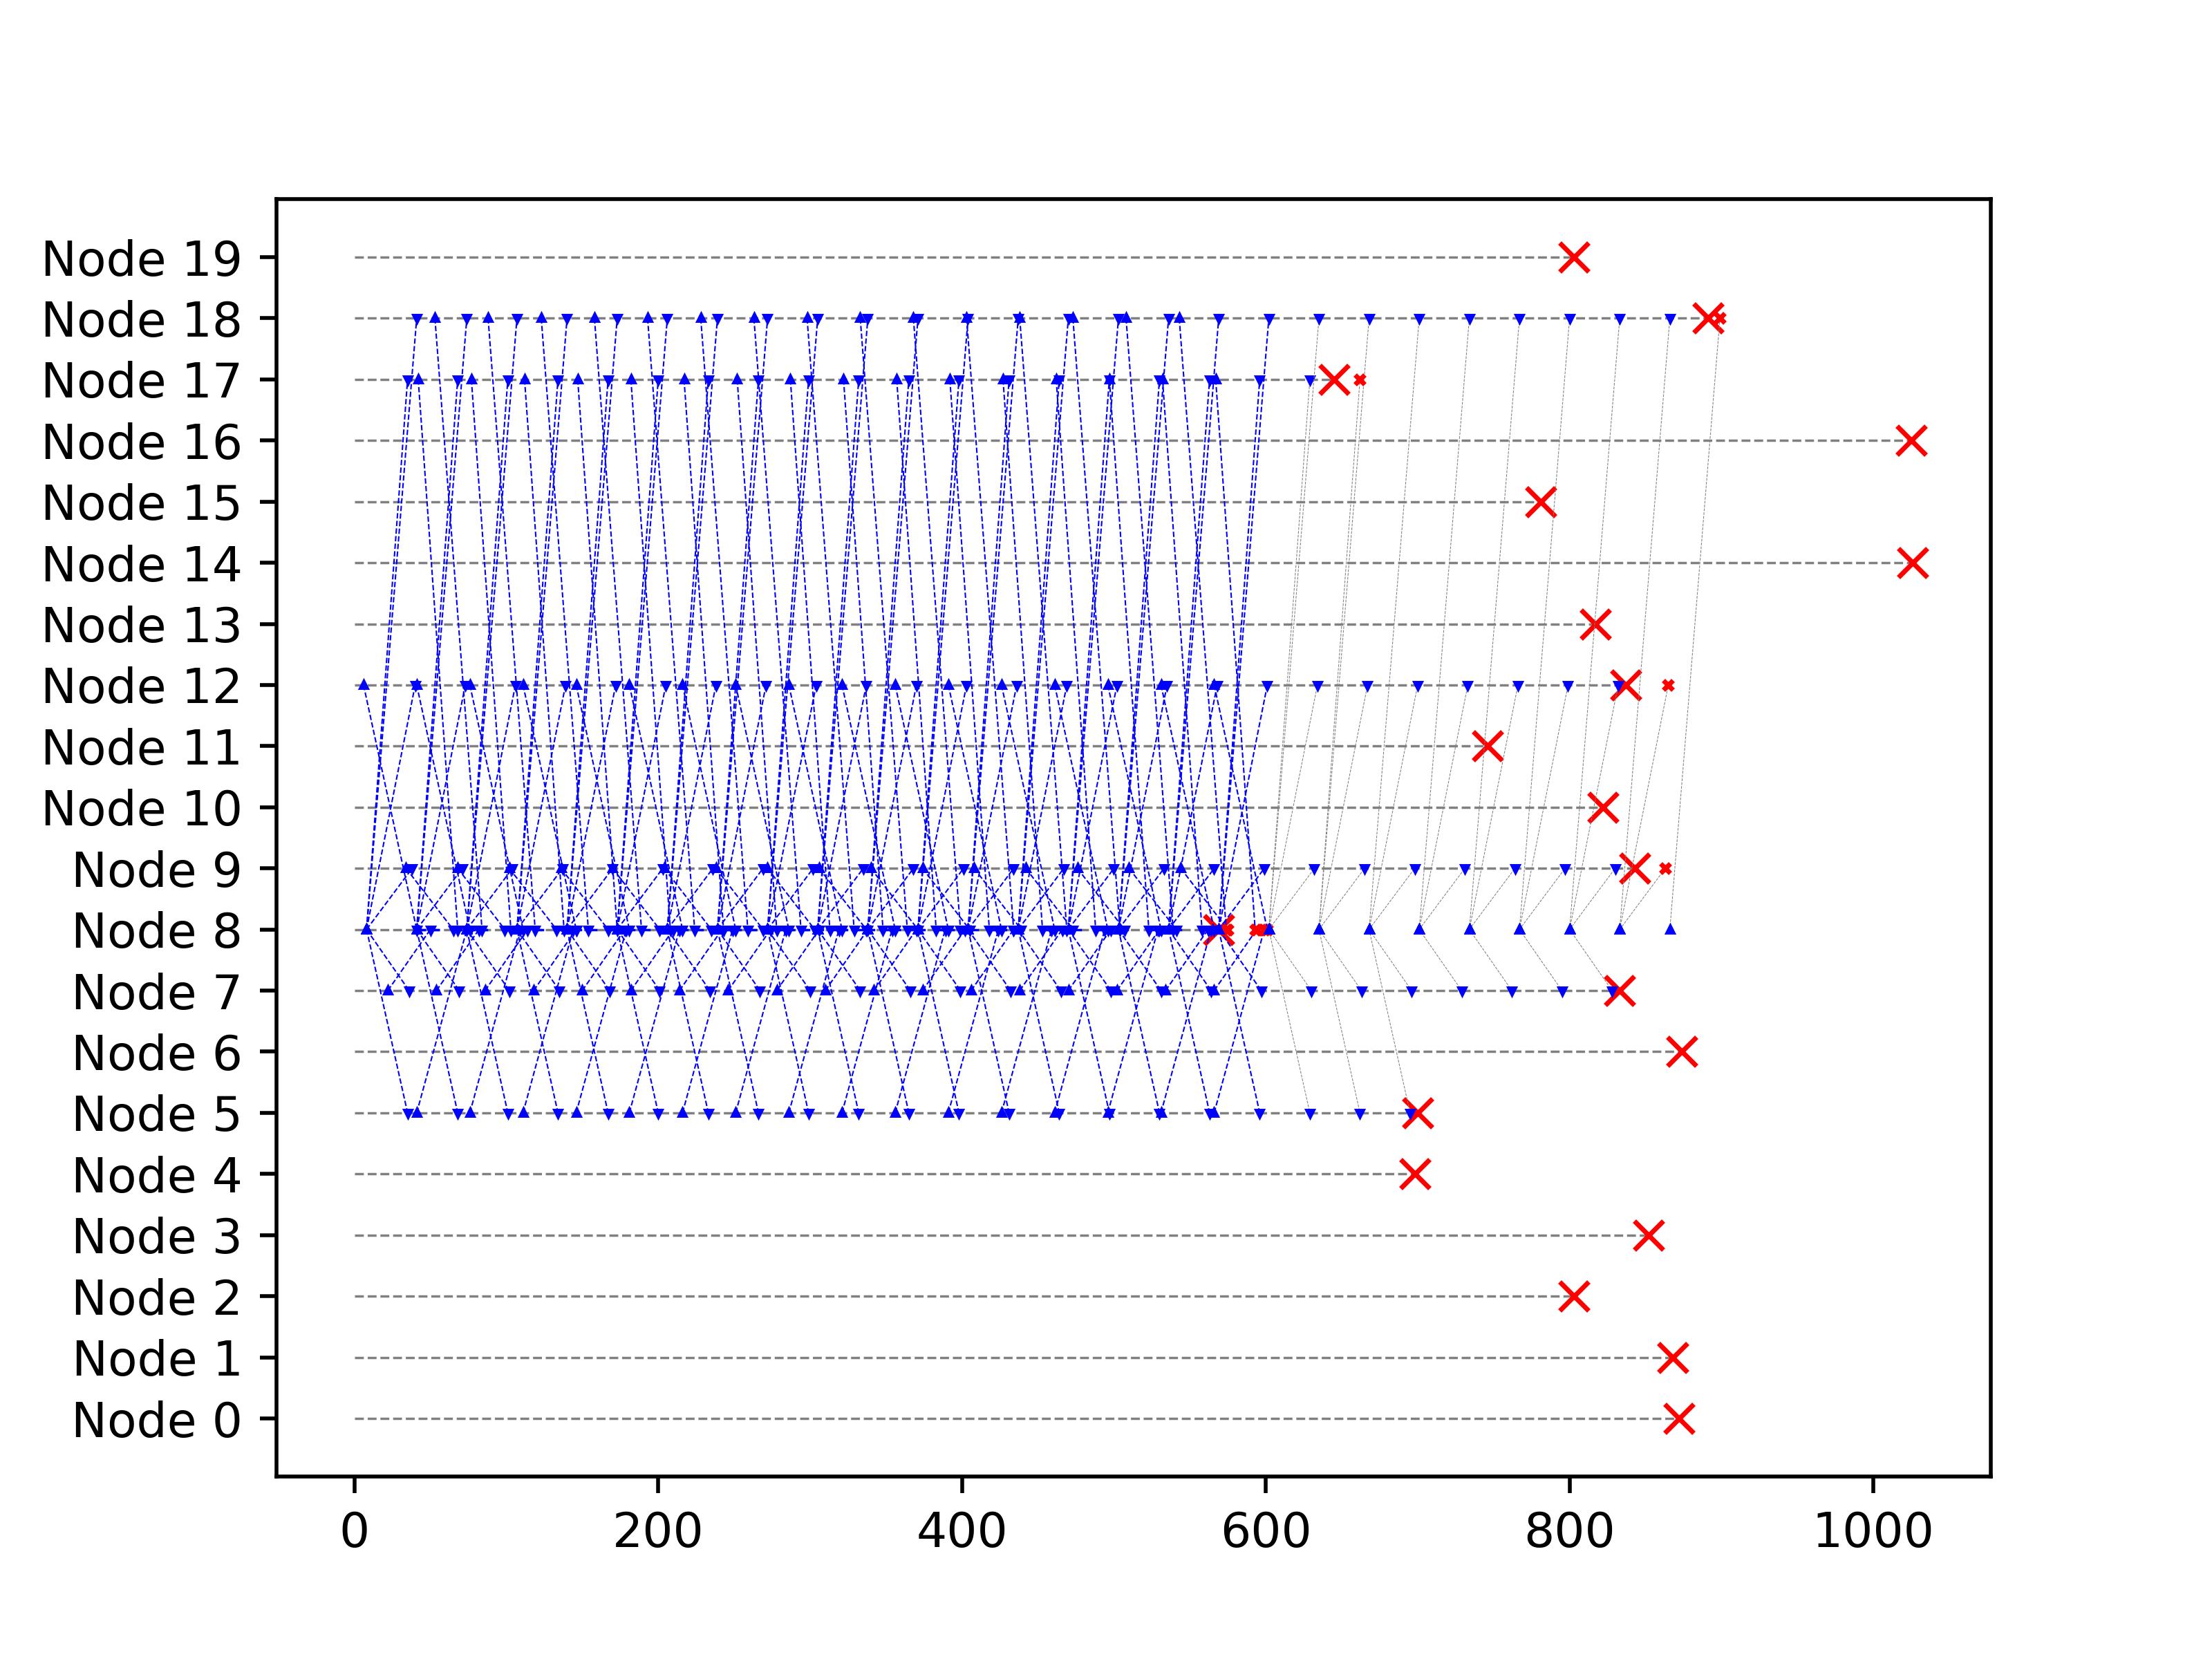 Node 19
Node 18
Node 17
Node 16
Node 15
Node 14
Node 13
Node 12
Node 11
Node 10
Node 9
Node 8
Node 7
Node 6
Node 5
Node 4
Node 3
Node 2
Node 1
Node 0
0 200 400 600 800 1000